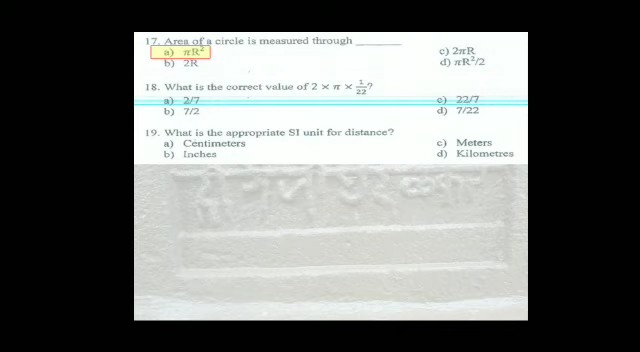 17. Area of a circle is measured through ________
a) πR² c) 2πR
b) 2R d) πR²/2
18. What is the correct value of 2 × π × 1/22?
a) 2/7 c) 22/7
b) 7/2 d) 7/22
19. What is the appropriate SI unit for distance?
a) Centimeters c) Meters
b) Inches d) Kilometres